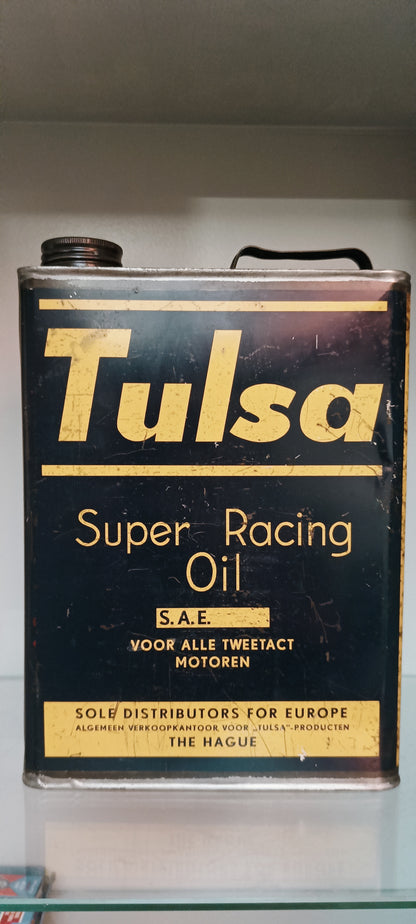 Tulsa
Super Racing
Oil
S.A.E.
VOOR ALLE TWEETACT
MOTOREN
SOLE DISTRIBUTORS FOR EUROPE
ALGEMEEN VERKOOPKANTOOR VOOR „TULSA"-PRODUCTEN
THE HAGUE